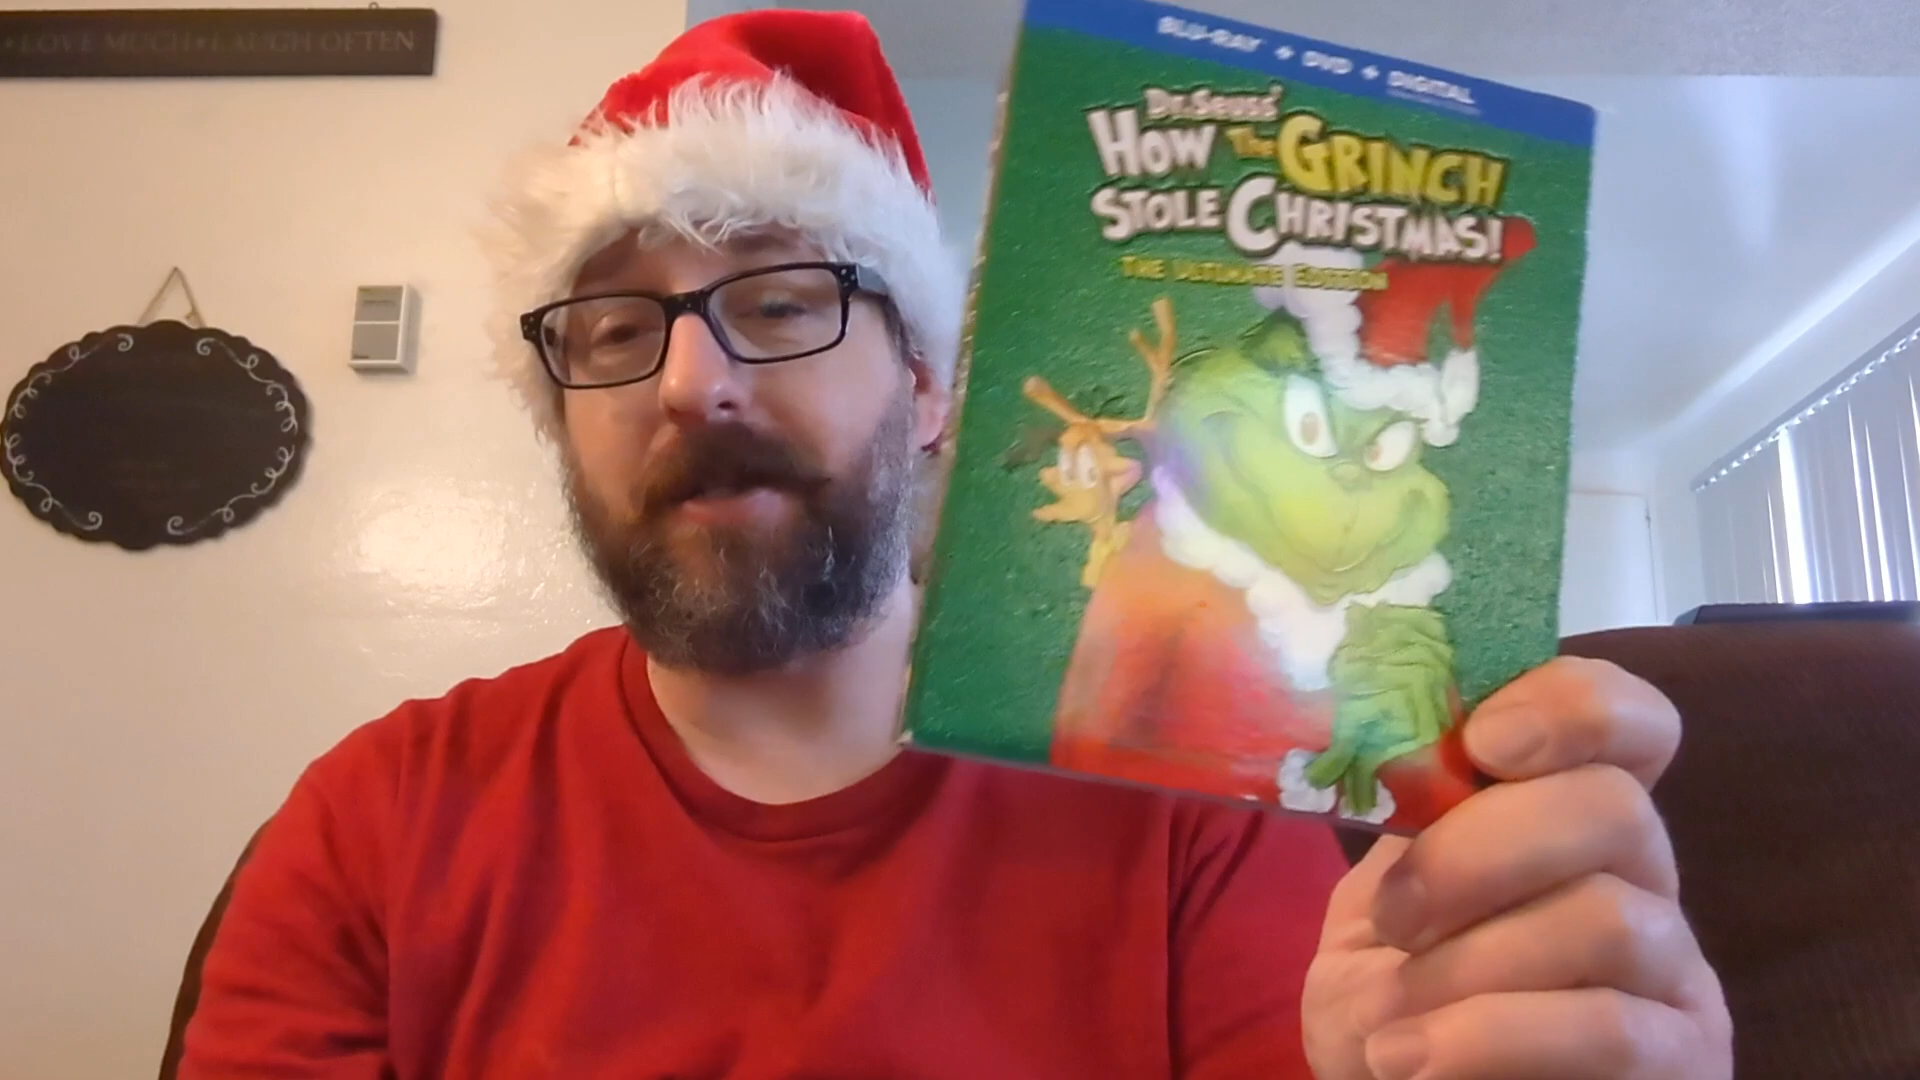 •LOVE MUCH•LAUGH OFTEN
BLU-RAY + DVD + DIGITAL
Dr. Seuss'
HOW The GRINCH
STOLE CHRISTMAS!
THE ULTIMATE EDITION